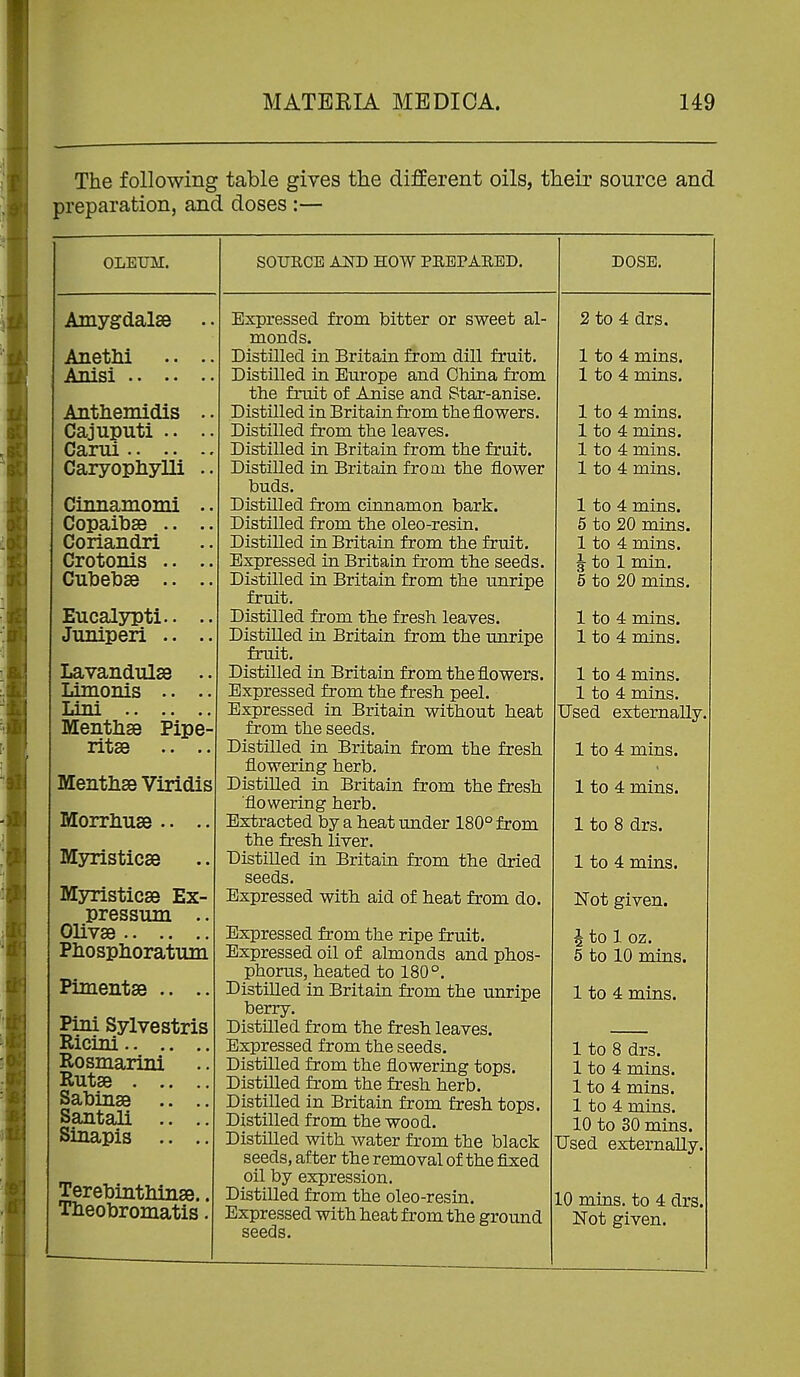 MATERIA MEDICA. 149
The following table gives the different oils, their source and
preparation, and doses :—
OLEUM. SOURCE AND HOW PREPARED. DOSE.
Amygdalæ .. Expressed from bitter or sweet al- 2 to 4 drs.
monds.
Anethi .. .. Distilled in Britain from dill fruit. 1 to 4 mins.
Anisi .. .. .. Distilled in Europe and China from 1 to 4 mins.
the fruit of Anise and Star-anise.
Anthemidis .. Distilled in Britain from the flowers. 1 to 4 mins.
Cajuputi .. .. Distilled from the leaves. 1 to 4 mins.
Carui .. .. .. Distilled in Britain from the fruit. 1 to 4 mins.
Caryophylli .. Distilled in Britain from the flower 1 to 4 mins.
buds.
Cinnamomi .. Distilled from cinnamon bark. 1 to 4 mins.
Copaibæ .. .. Distilled from the oleo-resin. 5 to 20 mins.
Coriandri .. Distilled in Britain from the fruit. 1 to 4 mins.
Crotonis .. .. Expressed in Britain from the seeds. ⅓ to 1 min.
Cubebæ .. .. Distilled in Britain from the unripe 5 to 20 mins.
fruit.
Eucalypti.. .. Distilled from the fresh leaves. 1 to 4 mins.
Juniperi .. .. Distilled in Britain from the unripe 1 to 4 mins.
fruit.
Lavandulæ .. Distilled in Britain from the flowers. 1 to 4 mins.
Limonis .. .. Expressed from the fresh peel. 1 to 4 mins.
Lini .. .. .. Expressed in Britain without heat Used externally.
Menthæ Pipe- from the seeds.
ritæ .. .. Distilled in Britain from the fresh 1 to 4 mins.
flowering herb.
Menthæ Viridis Distilled in Britain from the fresh 1 to 4 mins.
flowering herb.
Morrhuæ .. .. Extracted by a heat under 180° from 1 to 8 drs.
the fresh liver.
Myristicæ .. Distilled in Britain from the dried 1 to 4 mins.
seeds.
Myristicæ Ex- Expressed with aid of heat from do. Not given.
pressum ..
Olivæ .. .. .. Expressed from the ripe fruit. ½ to 1 oz.
Phosphoratum Expressed oil of almonds and phos- 5 to 10 mins.
phorus, heated to 180°.
Pimentæ .. .. Distilled in Britain from the unripe 1 to 4 mins.
berry.
Pini Sylvestris Distilled from the fresh leaves. ——
Ricini .. .. .. Expressed from the seeds. 1 to 8 drs.
Rosmarini .. Distilled from the flowering tops. 1 to 4 mins.
Rutæ . .. .. Distilled from the fresh herb. 1 to 4 mins.
Sabinæ .. .. Distilled in Britain from fresh tops. 1 to 4 mins.
Santali .. .. Distilled from the wood. 10 to 30 mins.
Sinapis .. .. Distilled with water from the black Used externally.
seeds, after the removal of the fixed
oil by expression.
Terebinthinæ.. Distilled from the oleo-resin. 10 mins. to 4 drs.
Theobromatis . Expressed with heat from the ground Not given.
seeds.